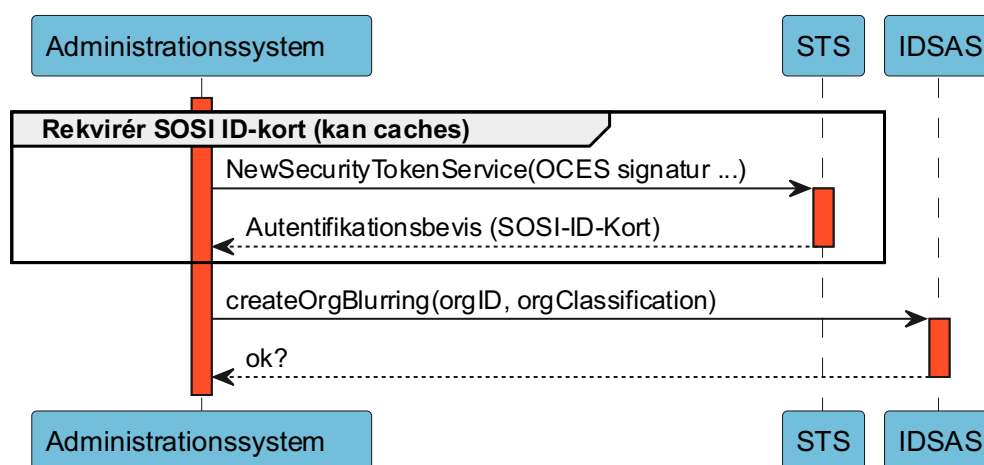 Administrationssystem
STS
IDSAS
Rekvirér SOSI ID-kort (kan caches)
NewSecurityTokenService(OCES signatur ...)
Autentifikationsbevis (SOSI-ID-Kort)
createOrgBlurring(orgID, orgClassification)
ok?
Administrationssystem
STS
IDSAS